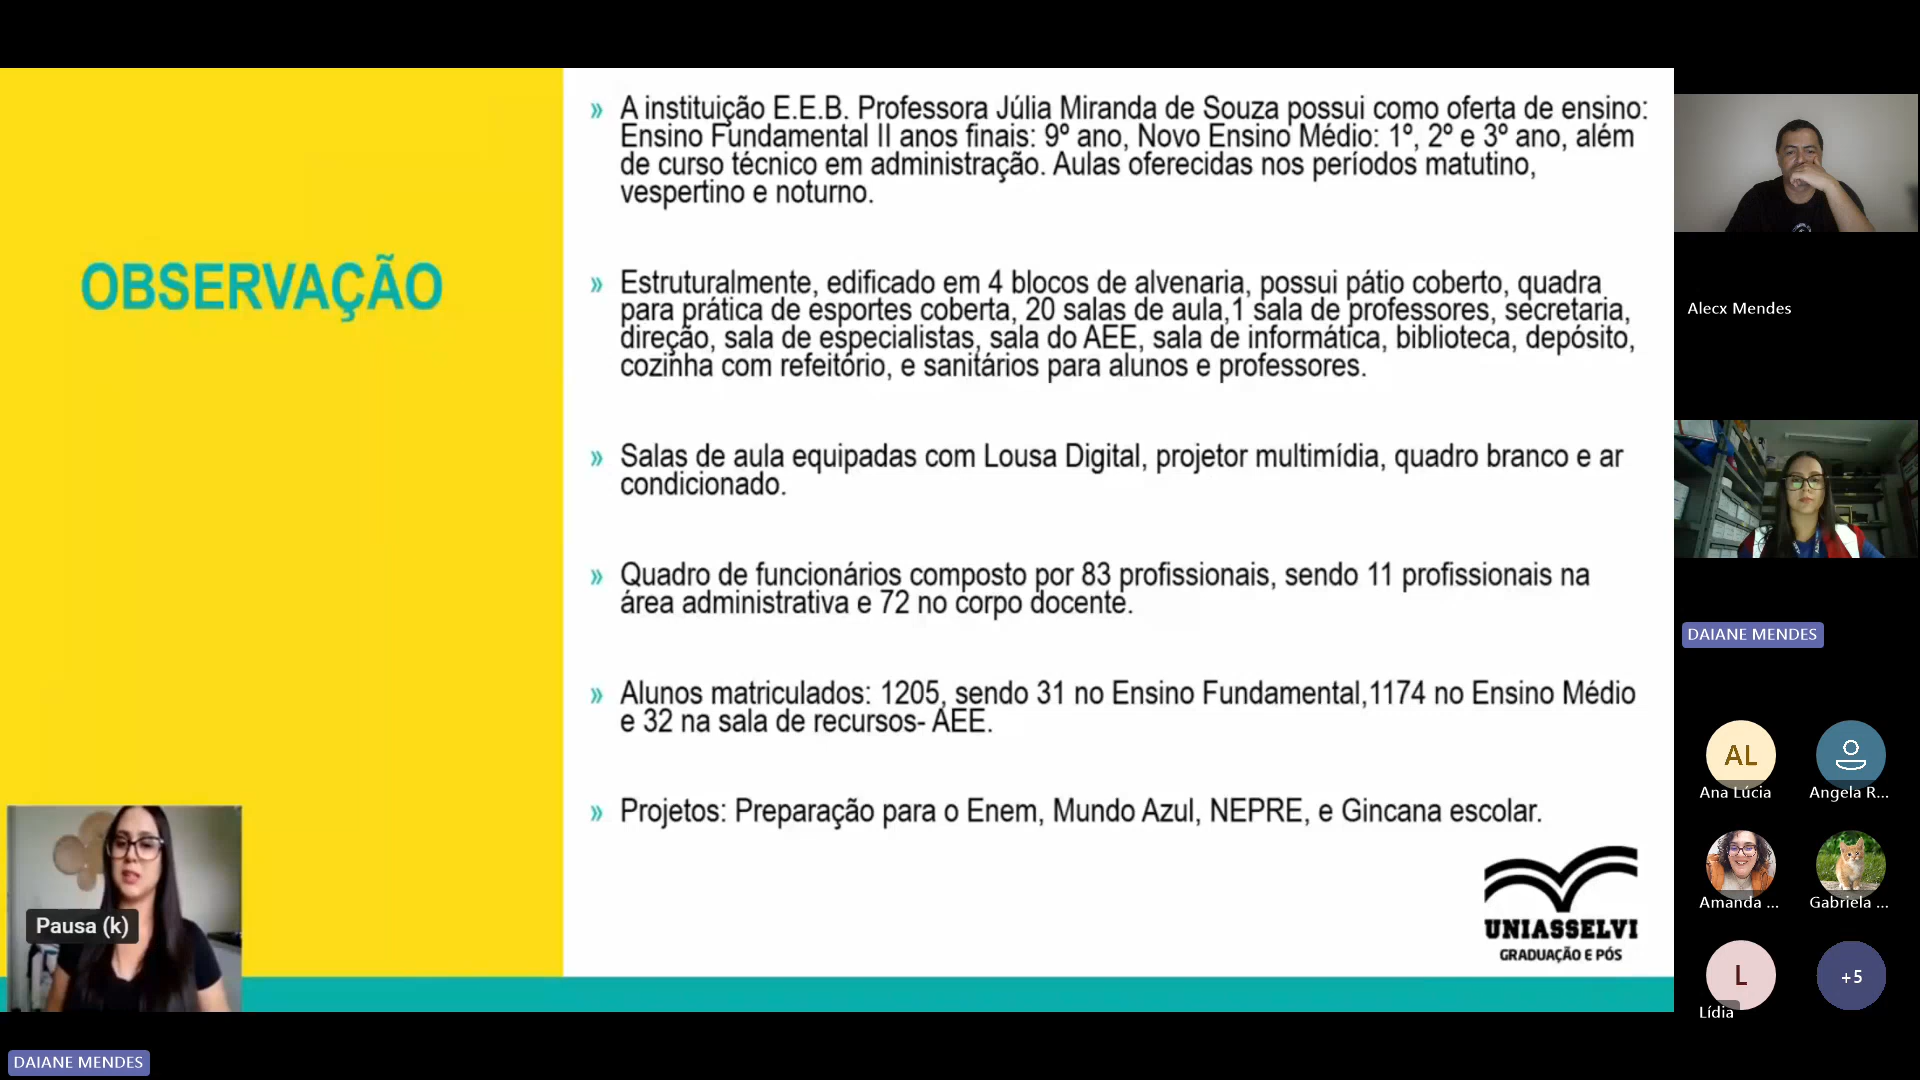 OBSERVAÇÃO
» A instituição E.E.B. Professora Júlia Miranda de Souza possui como oferta de ensino:
Ensino Fundamental II anos finais: 9º ano, Novo Ensino Médio: 1º, 2º e 3º ano, além
de curso técnico em administração. Aulas oferecidas nos períodos matutino,
vespertino e noturno.
» Estruturalmente, edificado em 4 blocos de alvenaria, possui pátio coberto, quadra
para prática de esportes coberta, 20 salas de aula,1 sala de professores, secretaria,
direção, sala de especialistas, sala do AEE, sala de informática, biblioteca, depósito,
cozinha com refeitório, e sanitários para alunos e professores.
» Salas de aula equipadas com Lousa Digital, projetor multimídia, quadro branco e ar
condicionado.
» Quadro de funcionários composto por 83 profissionais, sendo 11 profissionais na
área administrativa e 72 no corpo docente.
» Alunos matriculados: 1205, sendo 31 no Ensino Fundamental,1174 no Ensino Médio
e 32 na sala de recursos- AEE.
» Projetos: Preparação para o Enem, Mundo Azul, NEPRE, e Gincana escolar.
UNIASSELVI
GRADUAÇÃO E PÓS
Pausa (k)
DAIANE MENDES
Alecx Mendes
DAIANE MENDES
AL
Ana Lúcia
Angela R...
Amanda ...
Gabriela ...
L
Lídia
+5